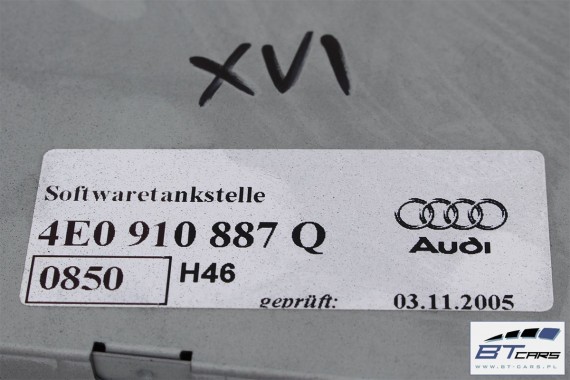 XVI
Softwaretankstelle
4E0 910 887 Q
Audi
0850 H46
geprüft: 03.11.2005
BTCARS
WWW.BT-CARS.PL